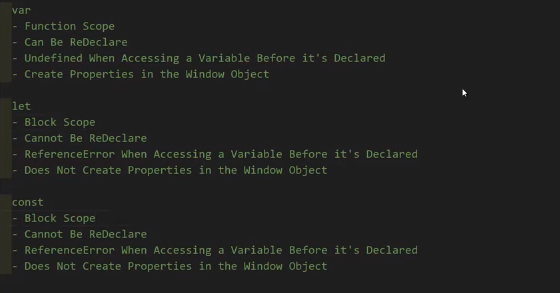 var
- Function Scope
- Can Be ReDeclare
- Undefined When Accessing a Variable Before it's Declared
- Create Properties in the Window Object
let
- Block Scope
- Cannot Be ReDeclare
- ReferenceError When Accessing a Variable Before it's Declared
- Does Not Create Properties in the Window Object
const
- Block Scope
- Cannot Be ReDeclare
- ReferenceError When Accessing a Variable Before it's Declared
- Does Not Create Properties in the Window Object